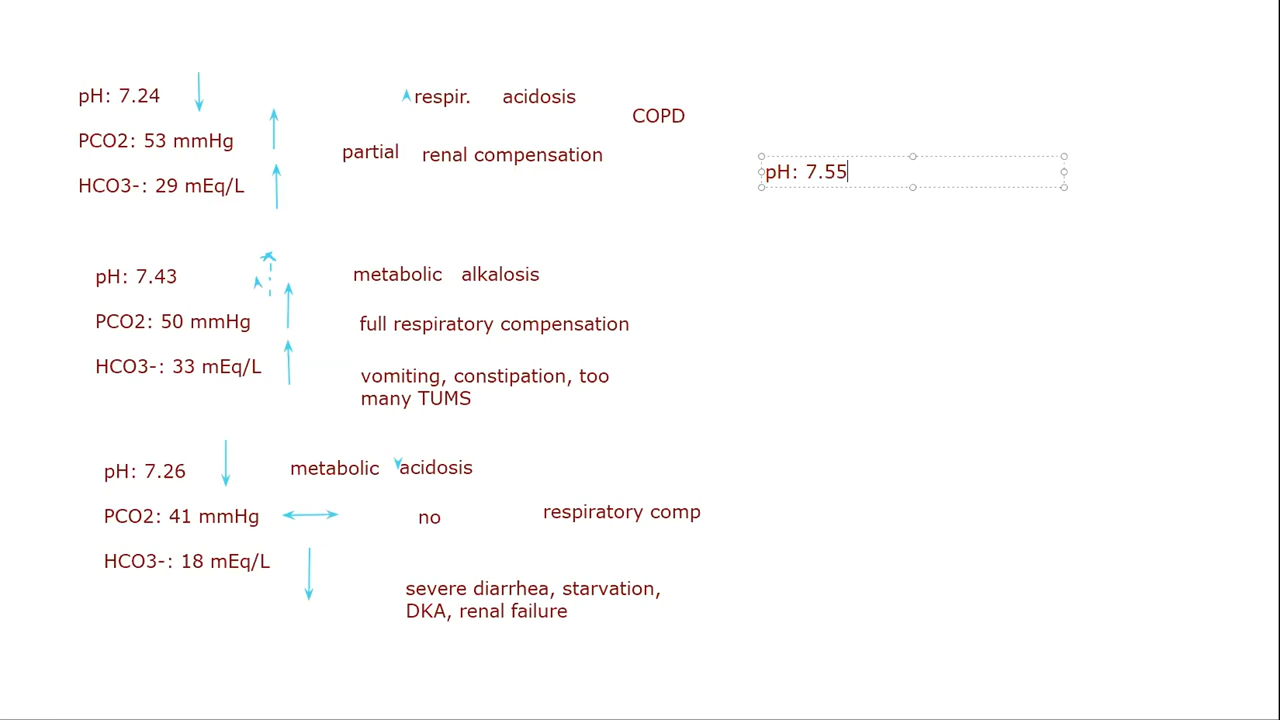 pH: 7.24
respir. acidosis
COPD
PCO2: 53 mmHg
partial renal compensation
HCO3-: 29 mEq/L
pH: 7.55
pH: 7.43
metabolic alkalosis
PCO2: 50 mmHg
full respiratory compensation
HCO3-: 33 mEq/L
vomiting, constipation, too
many TUMS
pH: 7.26
metabolic acidosis
PCO2: 41 mmHg
no respiratory comp
HCO3-: 18 mEq/L
severe diarrhea, starvation,
DKA, renal failure